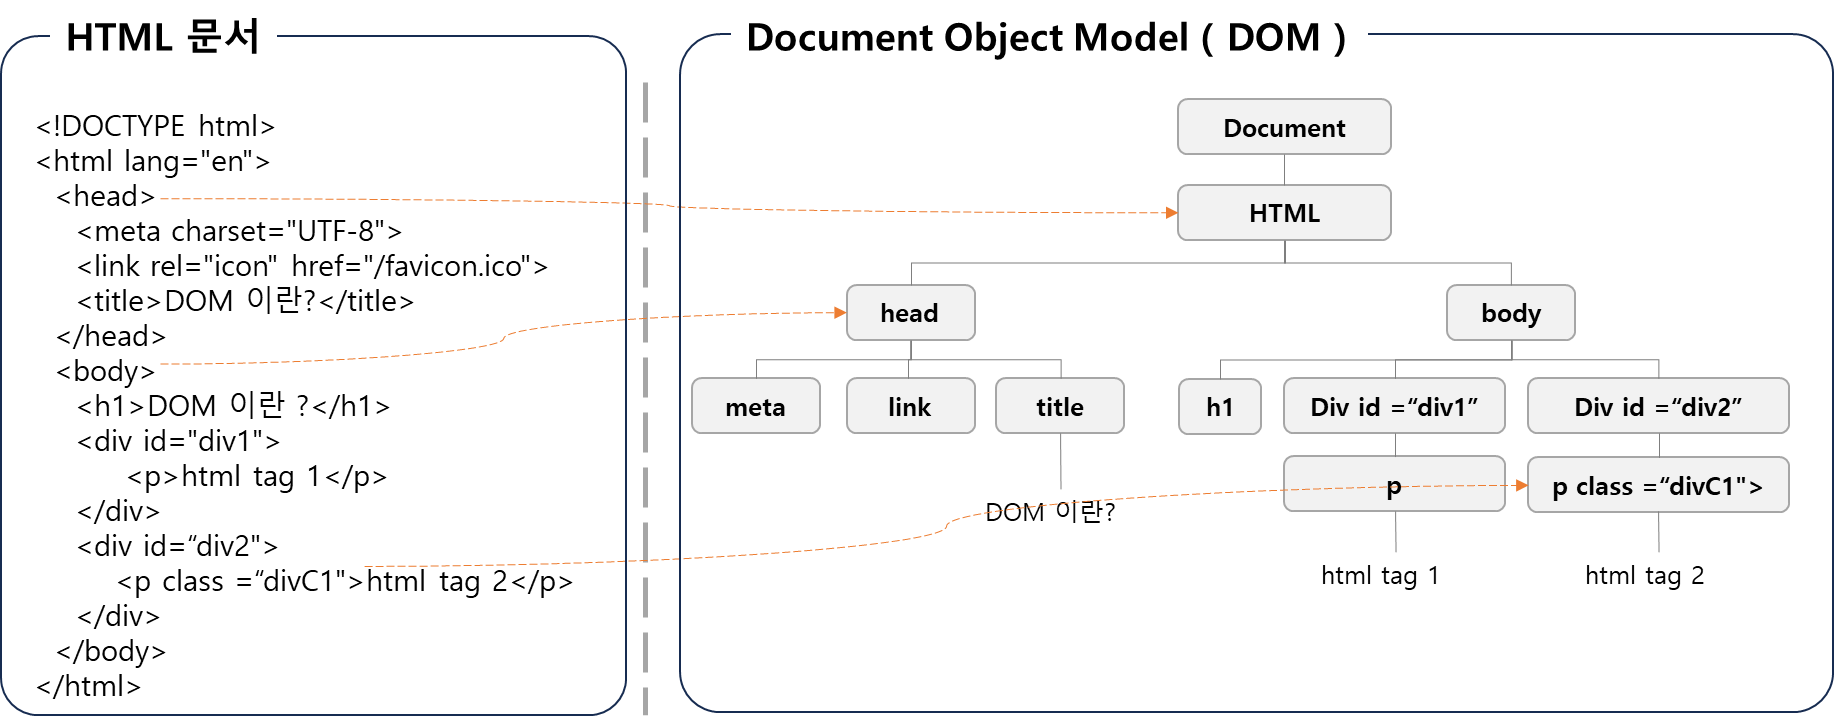 HTML 문서
<!DOCTYPE html>
<html lang="en">
<head>
<meta charset="UTF-8">
<link rel="icon" href="/favicon.ico">
<title>DOM 이란?</title>
</head>
<body>
<h1>DOM 이란 ?</h1>
<div id="div1">
<p>html tag 1</p>
</div>
<div id=“div2">
<p class =“divC1">html tag 2</p>
</div>
</body>
</html>
Document Object Model ( DOM )
Document
HTML
head
body
meta
link
title
h1
Div id =“div1”
Div id =“div2”
p
p class =“divC1">
DOM 이란?
html tag 1
html tag 2